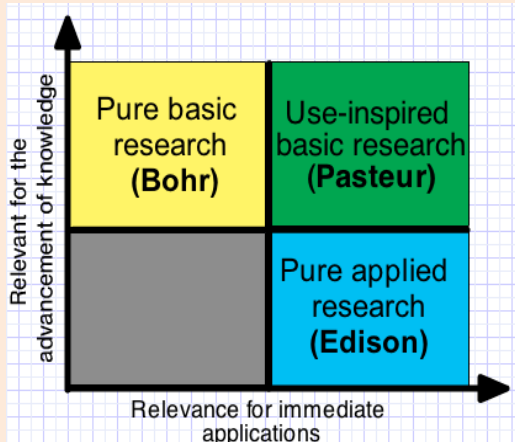 Relevant for the
advancement of knowledge
Pure basic
research
(Bohr)
Use-inspired
basic research
(Pasteur)
Pure applied
research
(Edison)
Relevance for immediate
applications